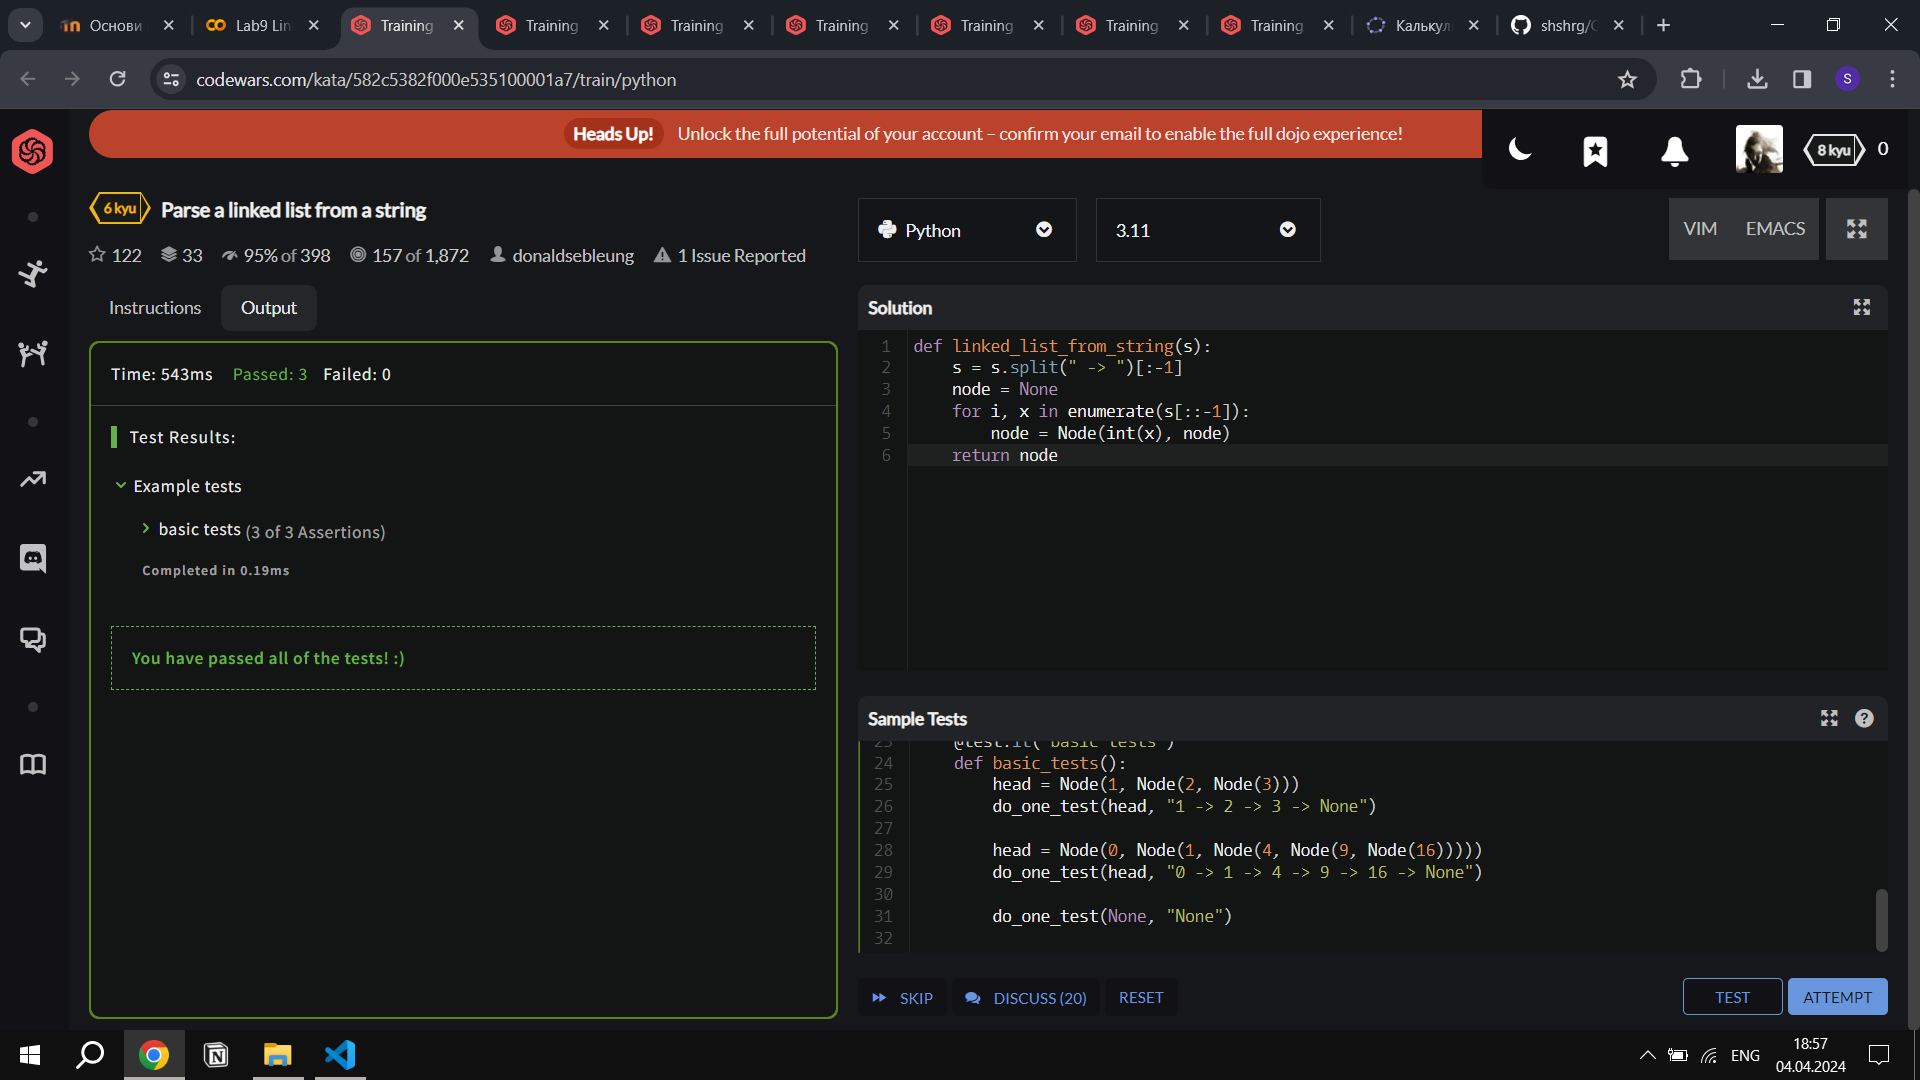 Основи
Lab9 Lin
Training
Training
Training
Training
Training
Training
Training
Калькул
shshrg/
codewars.com/kata/582c5382f000e535100001a7/train/python
S
Heads Up! Unlock the full potential of your account – confirm your email to enable the full dojo experience!
8 kyu 0
6 kyu Parse a linked list from a string
122 33 95% of 398 157 of 1,872 donaldsebleung 1 Issue Reported
Python
3.11
VIM EMACS
Instructions Output
Time: 543ms Passed: 3 Failed: 0
Test Results:
Example tests
basic tests (3 of 3 Assertions)
Completed in 0.19ms
You have passed all of the tests! :)
Solution
1 def linked_list_from_string(s):
2     s = s.split(" -> ")[:-1]
3     node = None
4     for i, x in enumerate(s[::-1]):
5         node = Node(int(x), node)
6     return node
Sample Tests
23     @test.it("basic tests")
24     def basic_tests():
25         head = Node(1, Node(2, Node(3)))
26         do_one_test(head, "1 -> 2 -> 3 -> None")
27
28         head = Node(0, Node(1, Node(4, Node(9, Node(16)))))
29         do_one_test(head, "0 -> 1 -> 4 -> 9 -> 16 -> None")
30
31         do_one_test(None, "None")
32
SKIP DISCUSS (20) RESET
TEST ATTEMPT
ENG
18:57
04.04.2024